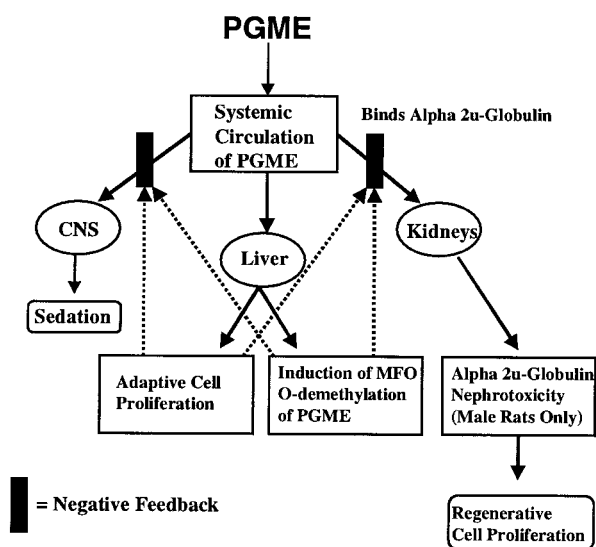 PGME
Systemic
Circulation
of PGME
Binds Alpha 2u-Globulin
CNS
Liver
Kidneys
Sedation
Adaptive Cell
Proliferation
Induction of MFO
O-demethylation
of PGME
Alpha 2u-Globulin
Nephrotoxicity
(Male Rats Only)
= Negative Feedback
Regenerative
Cell Proliferation